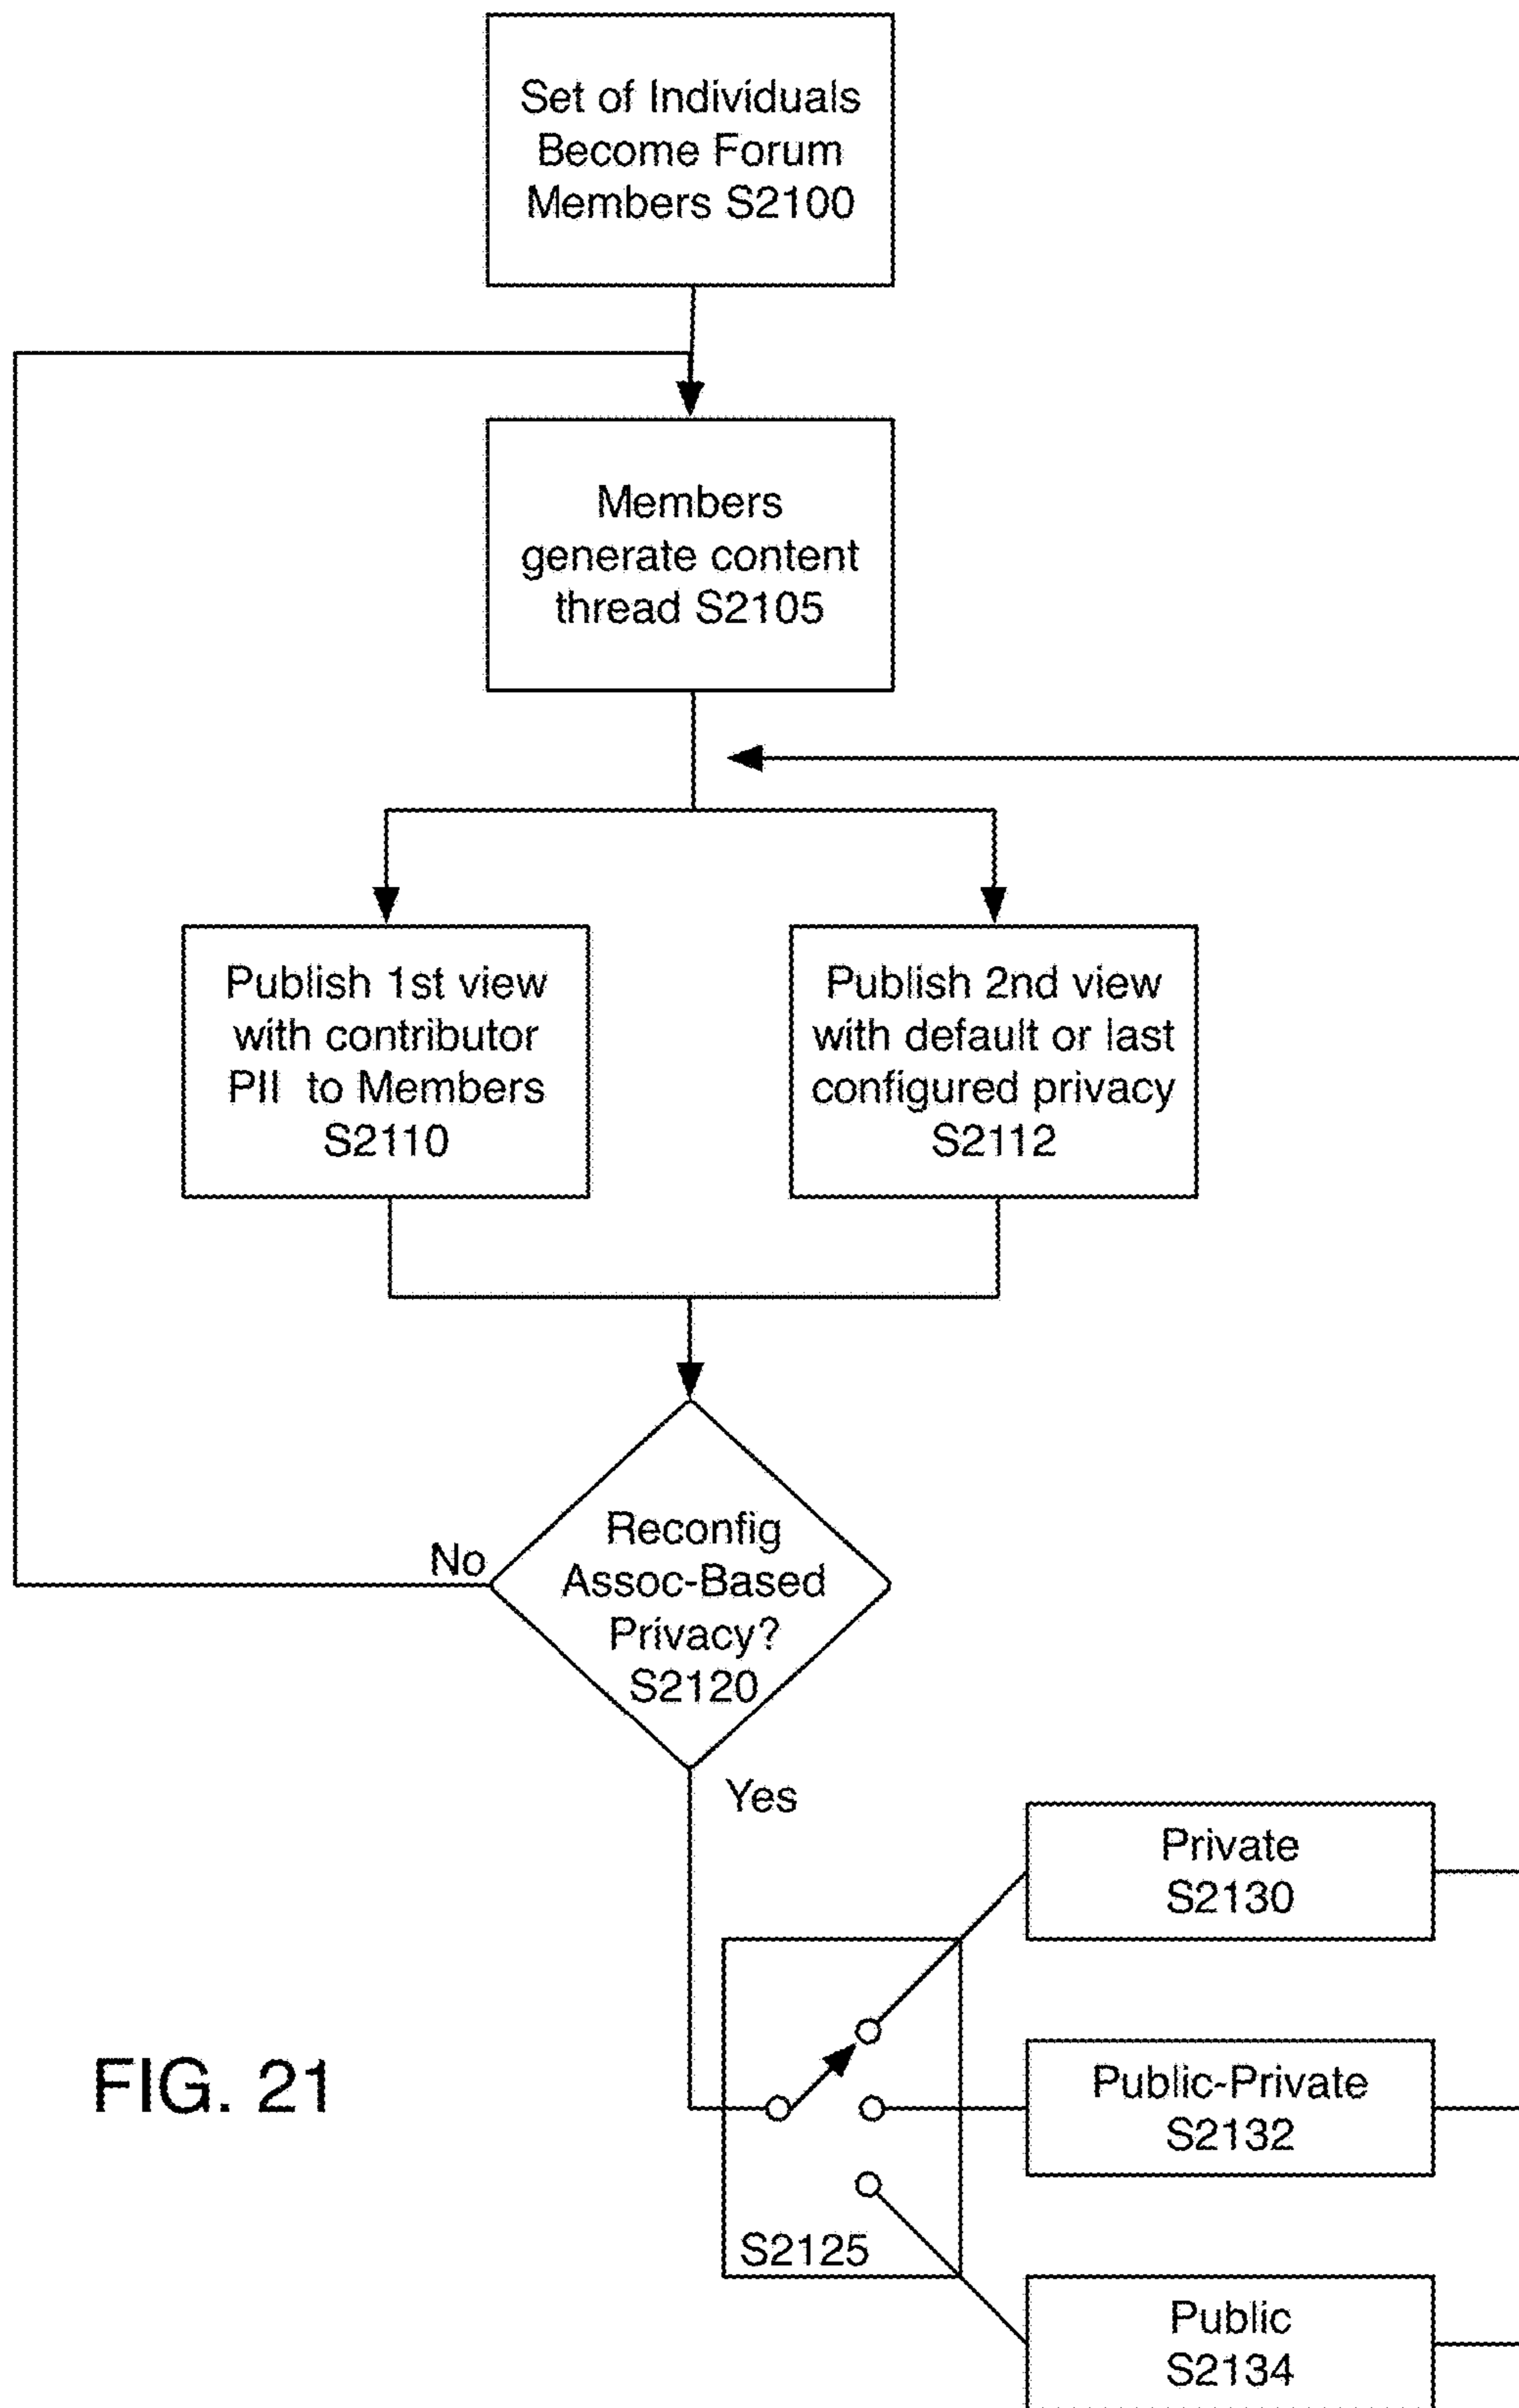 Set of Individuals
Become Forum
Members S2100
Members
generate content
thread S2105
Publish 1st view
with contributor
PII to Members
S2110
Publish 2nd view
with default or last
configured privacy
S2112
Reconfig
Assoc-Based
Privacy?
S2120
No
Yes
Private
S2130
Public-Private
S2132
S2125
Public
S2134
FIG. 21